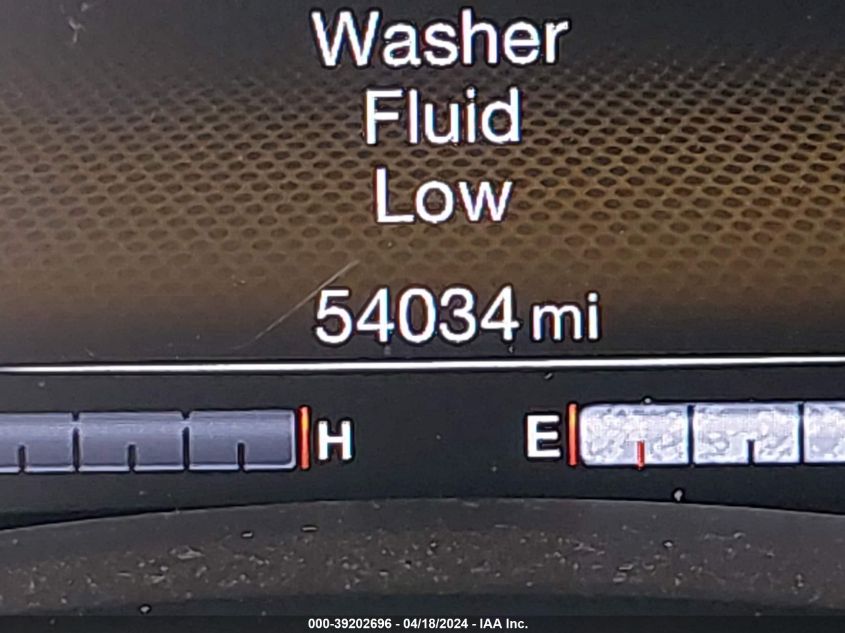 Washer
Fluid
Low
54034 mi
H E
000-39202696 - 04/18/2024 - IAA Inc.